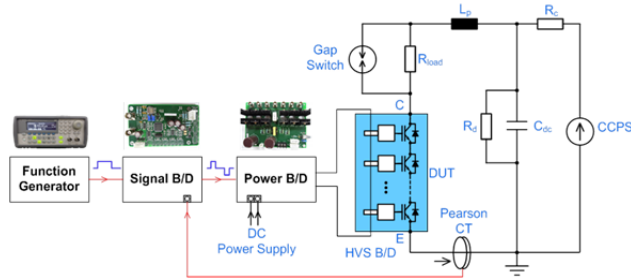 Lp
Rc
Gap
Switch
Rload
C
Rd
Cdc
CCPS
Function
Generator
Signal B/D
Power B/D
DUT
DC
Power Supply
E
HVS B/D
Pearson
CT